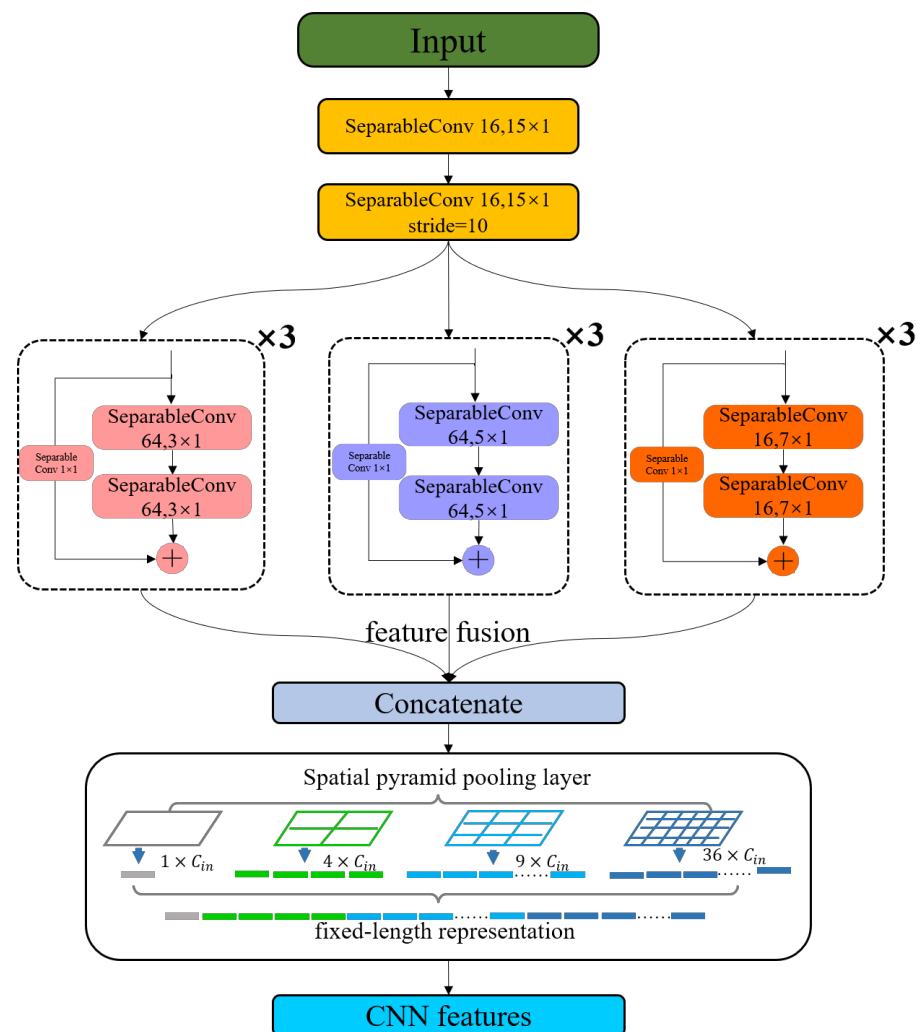 Input
SeparableConv 16,15×1
SeparableConv 16,15×1
stride=10
×3
SeparableConv
64,3×1
Separable
Conv 1×1
SeparableConv
64,3×1
+
×3
SeparableConv
64,5×1
Separable
Conv 1×1
SeparableConv
64,5×1
+
×3
SeparableConv
16,7×1
Separable
Conv 1×1
SeparableConv
16,7×1
+
feature fusion
Concatenate
Spatial pyramid pooling layer
1 × C_in
4 × C_in
9 × C_in
36 × C_in
fixed-length representation
CNN features